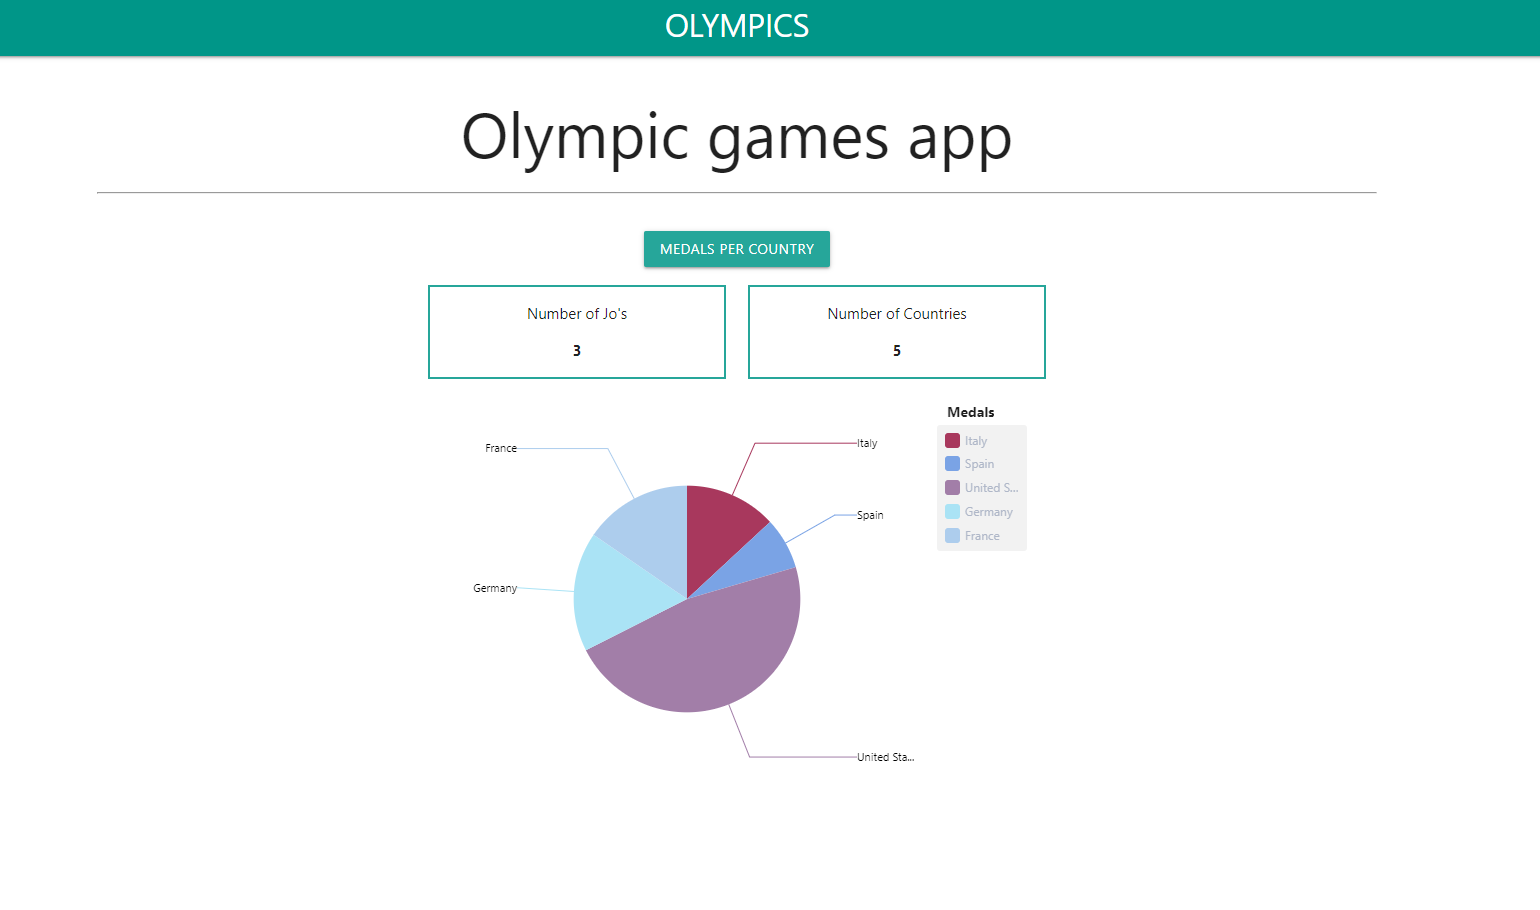 OLYMPICS
Olympic games app
MEDALS PER COUNTRY
Number of Jo's
3
Number of Countries
5
Medals
Italy
Spain
United S...
Germany
France
France
Italy
Spain
Germany
United Sta...